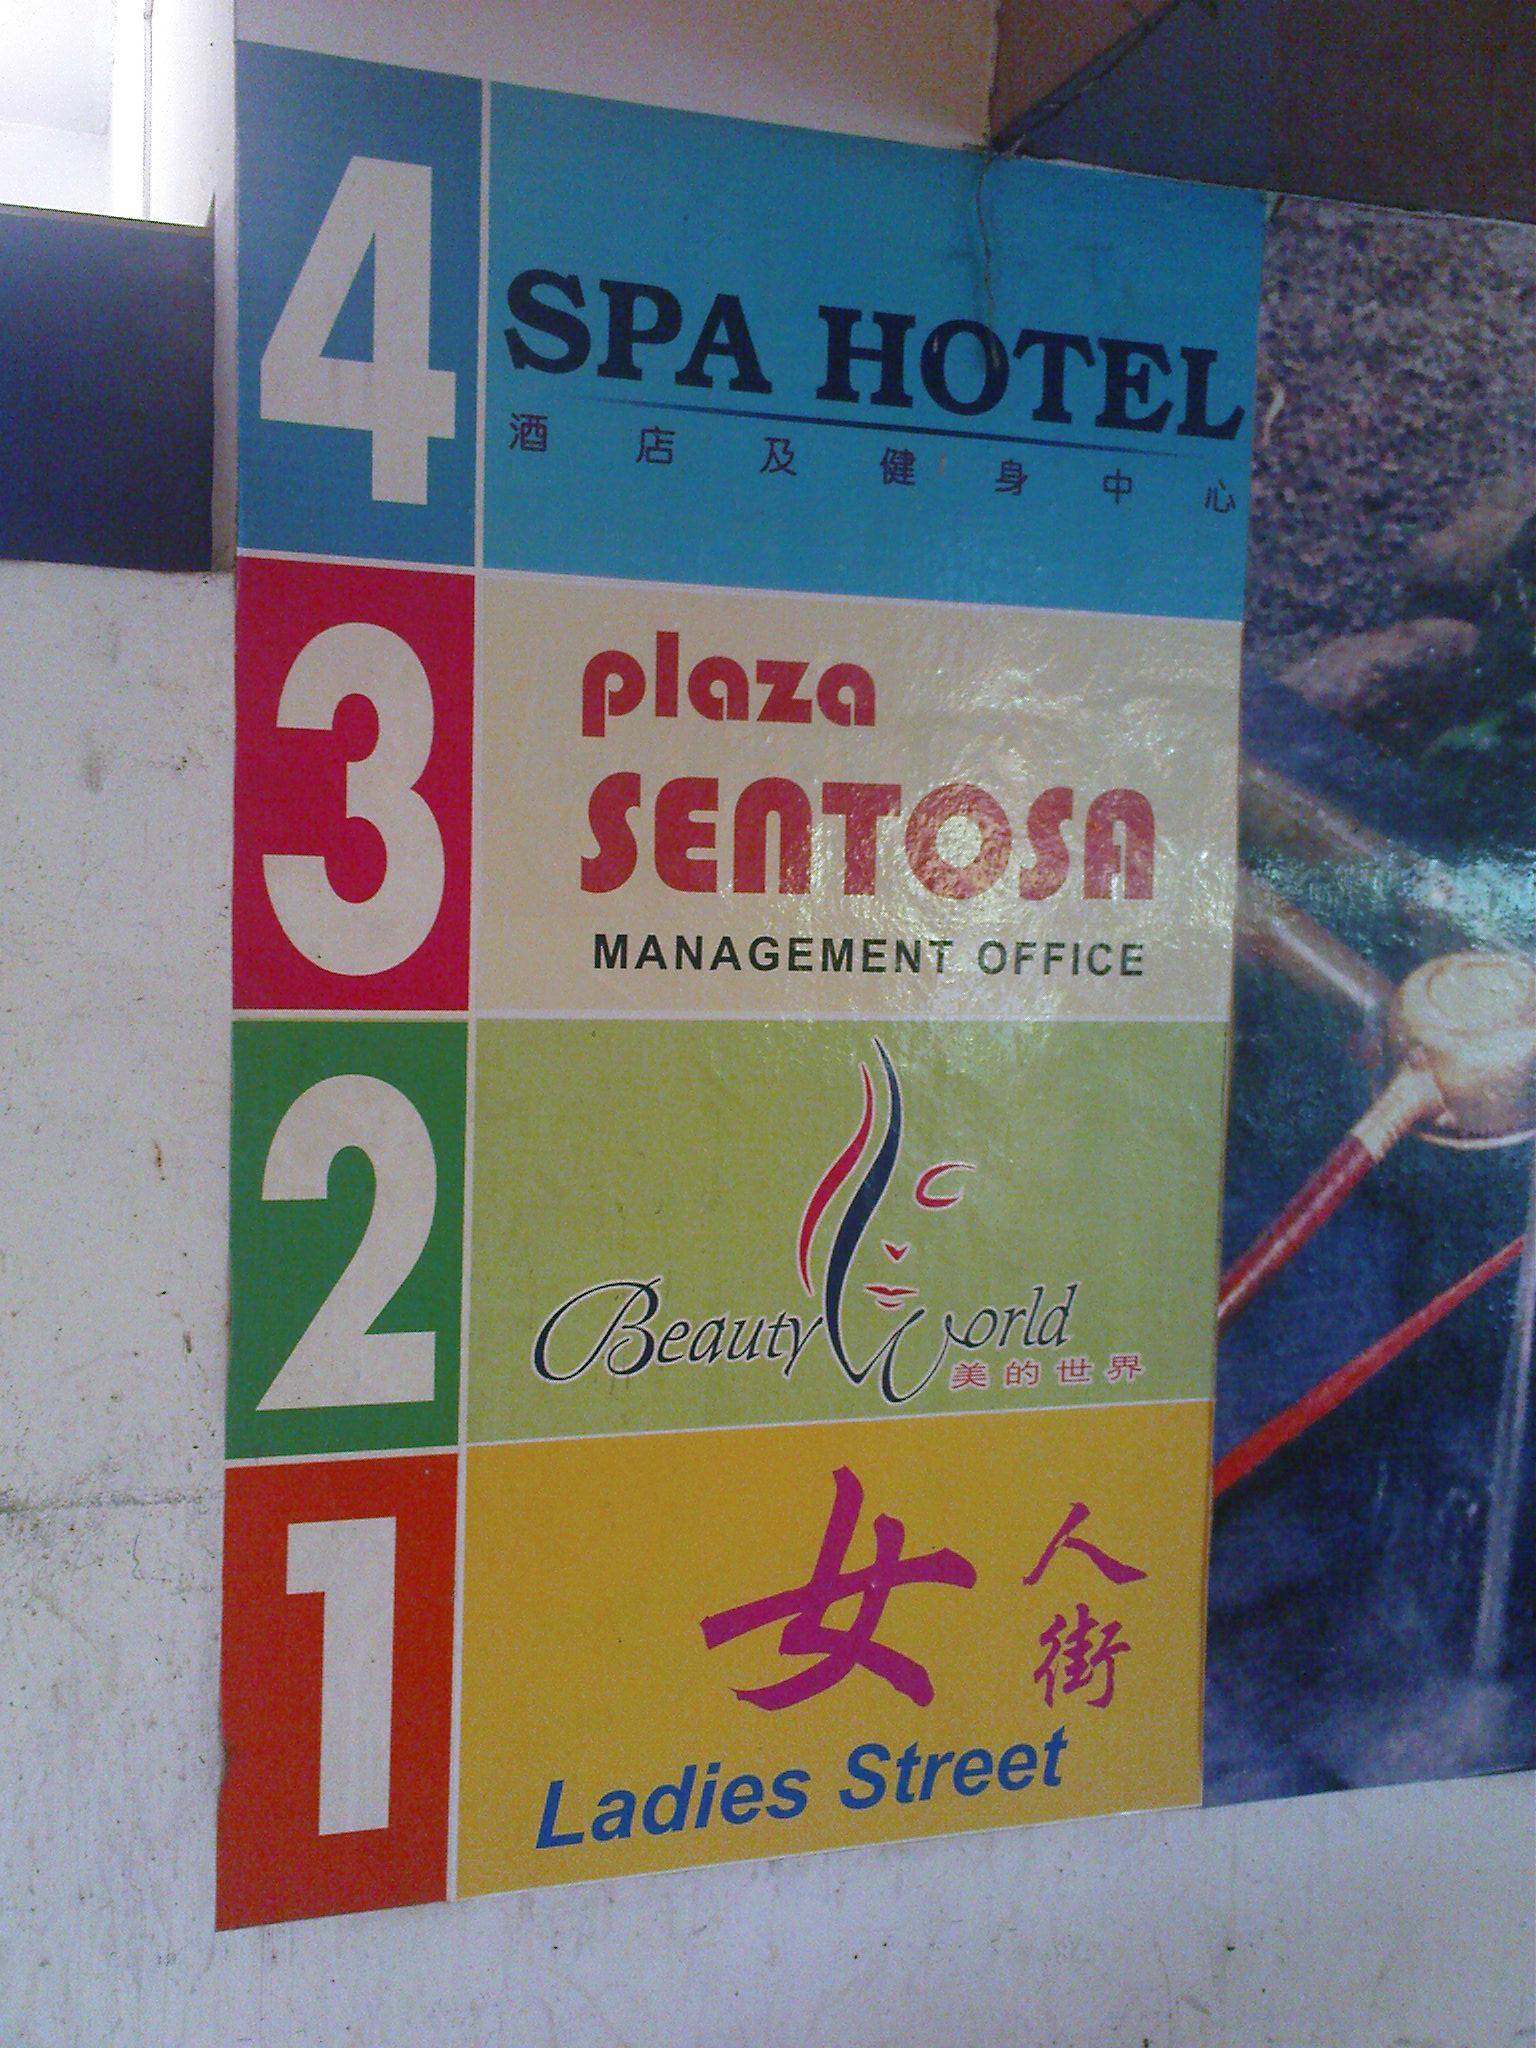 4
SPA HOTEL
酒店及健身中心
3
plaza
SENTOSA
MANAGEMENT OFFICE
2
Beauty World
美的世界
1
女人街
Ladies Street